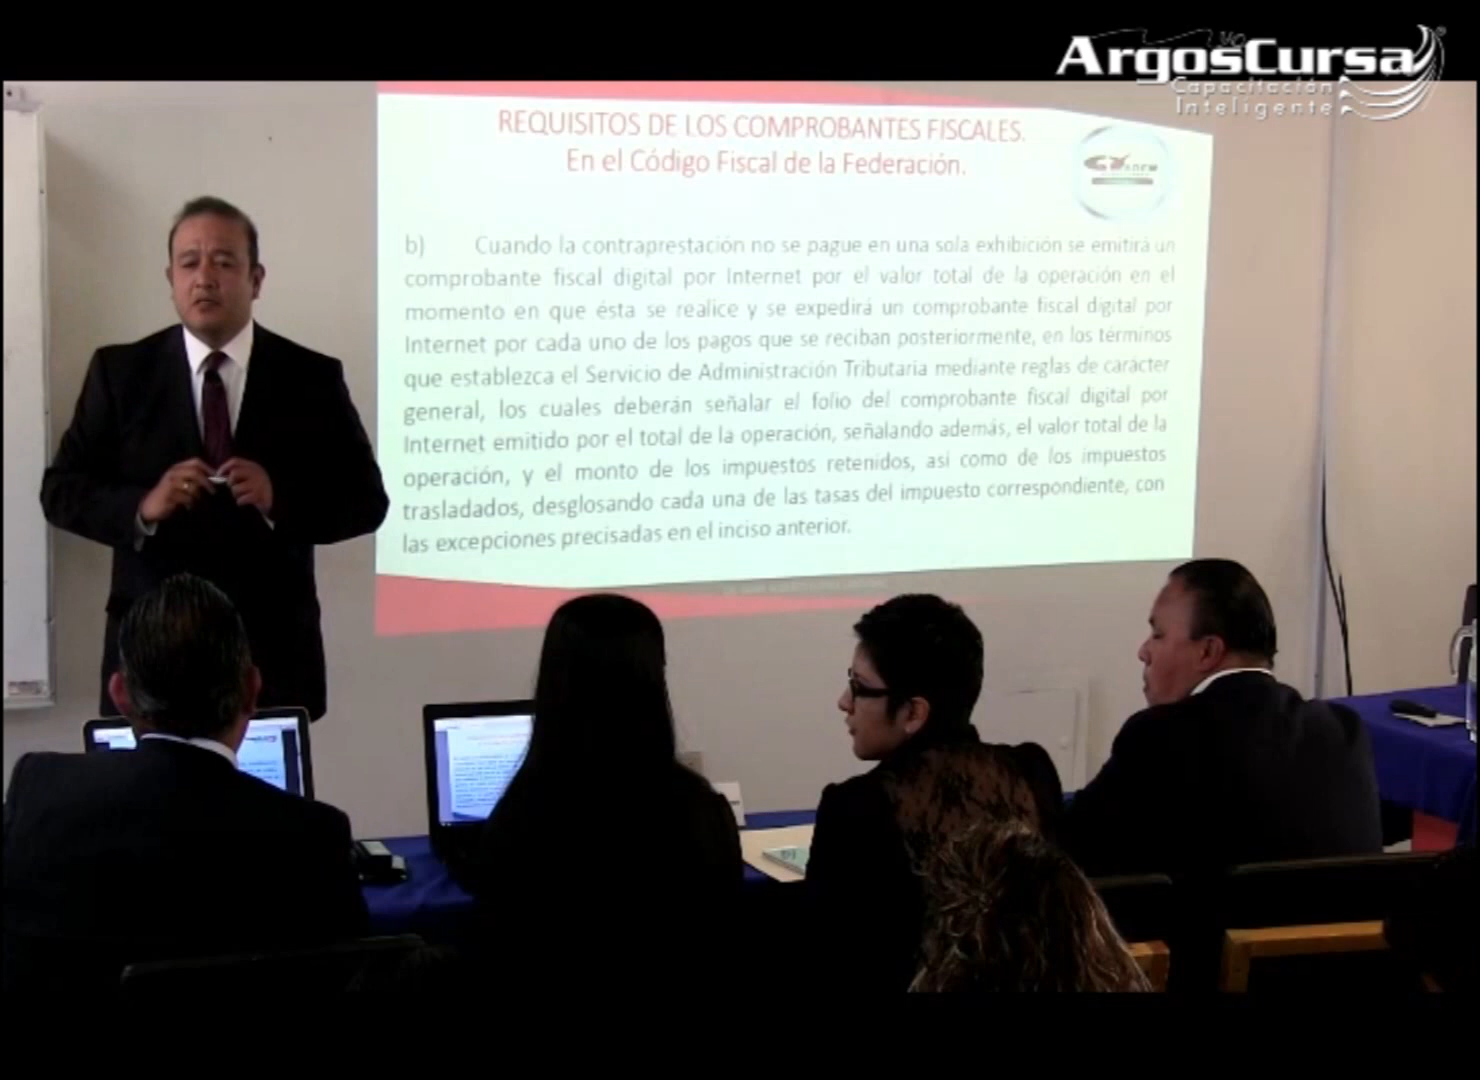 ArgosCursa
Capacitación
Inteligente
REQUISITOS DE LOS COMPROBANTES FISCALES.
En el Código Fiscal de la Federación.
b) Cuando la contraprestación no se pague en una sola exhibición se emitirá un
comprobante fiscal digital por Internet por el valor total de la operación en el
momento en que ésta se realice y se expedirá un comprobante fiscal digital por
Internet por cada uno de los pagos que se reciban posteriormente, en los términos
que establezca el Servicio de Administración Tributaria mediante reglas de carácter
general, los cuales deberán señalar el folio del comprobante fiscal digital por
Internet emitido por el total de la operación, señalando además, el valor total de la
operación, y el monto de los impuestos retenidos, así como de los impuestos
trasladados, desglosando cada una de las tasas del impuesto correspondiente, con
las excepciones precisadas en el inciso anterior.